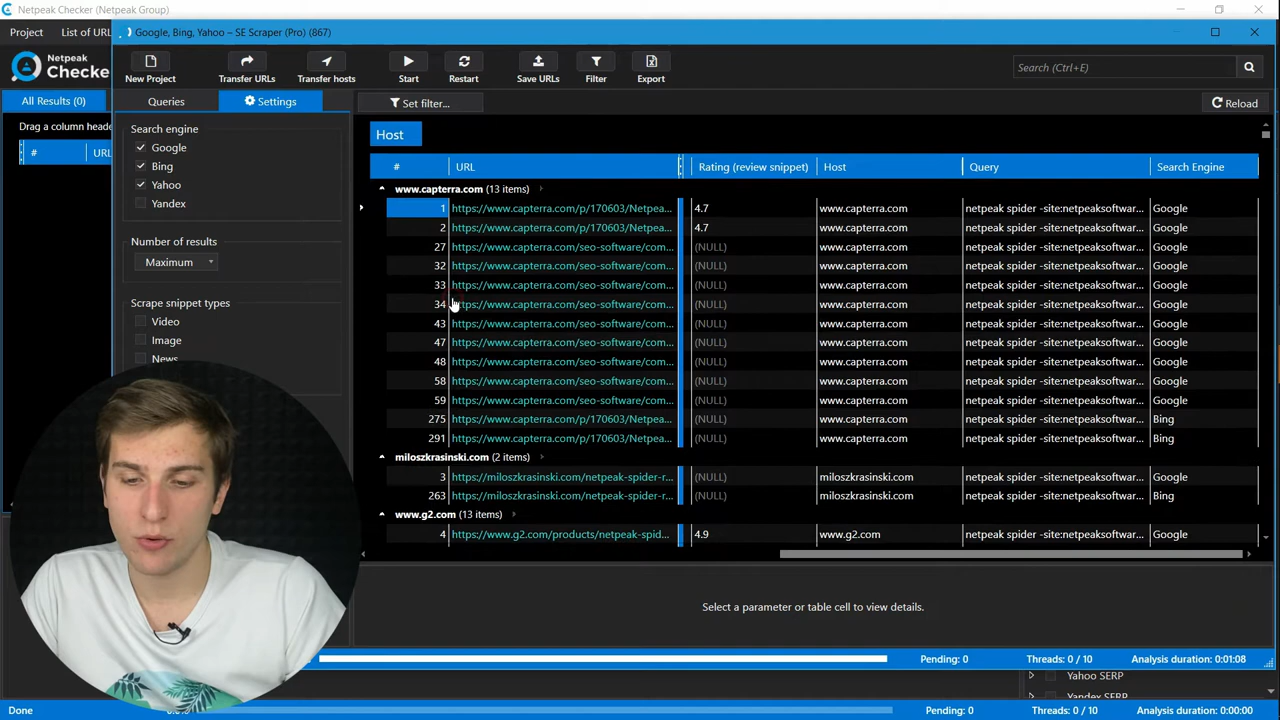 Netpeak Checker (Netpeak Group)
Project
List of URL
Google, Bing, Yahoo – SE Scraper (Pro) (867)
Netpeak
Checke
New Project
Transfer URLs
Transfer hosts
Start
Restart
Save URLs
Filter
Export
Search (Ctrl+E)
All Results (0)
Queries
Settings
Set filter...
Reload
Drag a column heade
# URL
Search engine
Google
Bing
Yahoo
Yandex
Number of results
Maximum
Scrape snippet types
Video
Image
News
Host
# URL Rating (review snippet) Host Query Search Engine
www.capterra.com (13 items)
1 https://www.capterra.com/p/170603/Netpea... 4.7 www.capterra.com netpeak spider -site:netpeaksoftwar... Google
2 https://www.capterra.com/p/170603/Netpea... 4.7 www.capterra.com netpeak spider -site:netpeaksoftwar... Google
27 https://www.capterra.com/seo-software/com... (NULL) www.capterra.com netpeak spider -site:netpeaksoftwar... Google
32 https://www.capterra.com/seo-software/com... (NULL) www.capterra.com netpeak spider -site:netpeaksoftwar... Google
33 https://www.capterra.com/seo-software/com... (NULL) www.capterra.com netpeak spider -site:netpeaksoftwar... Google
34 https://www.capterra.com/seo-software/com... (NULL) www.capterra.com netpeak spider -site:netpeaksoftwar... Google
43 https://www.capterra.com/seo-software/com... (NULL) www.capterra.com netpeak spider -site:netpeaksoftwar... Google
47 https://www.capterra.com/seo-software/com... (NULL) www.capterra.com netpeak spider -site:netpeaksoftwar... Google
48 https://www.capterra.com/seo-software/com... (NULL) www.capterra.com netpeak spider -site:netpeaksoftwar... Google
58 https://www.capterra.com/seo-software/com... (NULL) www.capterra.com netpeak spider -site:netpeaksoftwar... Google
59 https://www.capterra.com/seo-software/com... (NULL) www.capterra.com netpeak spider -site:netpeaksoftwar... Google
275 https://www.capterra.com/p/170603/Netpea... (NULL) www.capterra.com netpeak spider -site:netpeaksoftwar... Bing
291 https://www.capterra.com/p/170603/Netpea... (NULL) www.capterra.com netpeak spider -site:netpeaksoftwar... Bing
miloszkrasinski.com (2 items)
3 https://miloszkrasinski.com/netpeak-spider-r... (NULL) miloszkrasinski.com netpeak spider -site:netpeaksoftwar... Google
263 https://miloszkrasinski.com/netpeak-spider-r... (NULL) miloszkrasinski.com netpeak spider -site:netpeaksoftwar... Bing
www.g2.com (13 items)
4 https://www.g2.com/products/netpeak-spid... 4.9 www.g2.com netpeak spider -site:netpeaksoftwar... Google
Select a parameter or table cell to view details.
Pending: 0 Threads: 0 / 10 Analysis duration: 0:01:08
Yahoo SERP
Yandex SERP
Done Pending: 0 Threads: 0 / 10 Analysis duration: 0:00:00